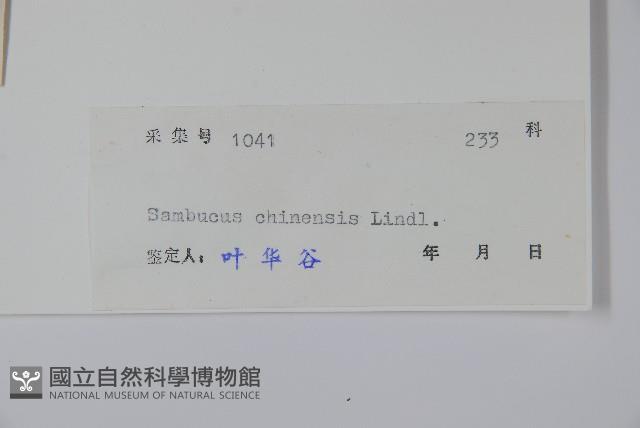 采集号 1041 233 科
Sambucus chinensis Lindl.
鉴定人: 叶华谷 年 月 日
國立自然科學博物館
NATIONAL MUSEUM OF NATURAL SCIENCE